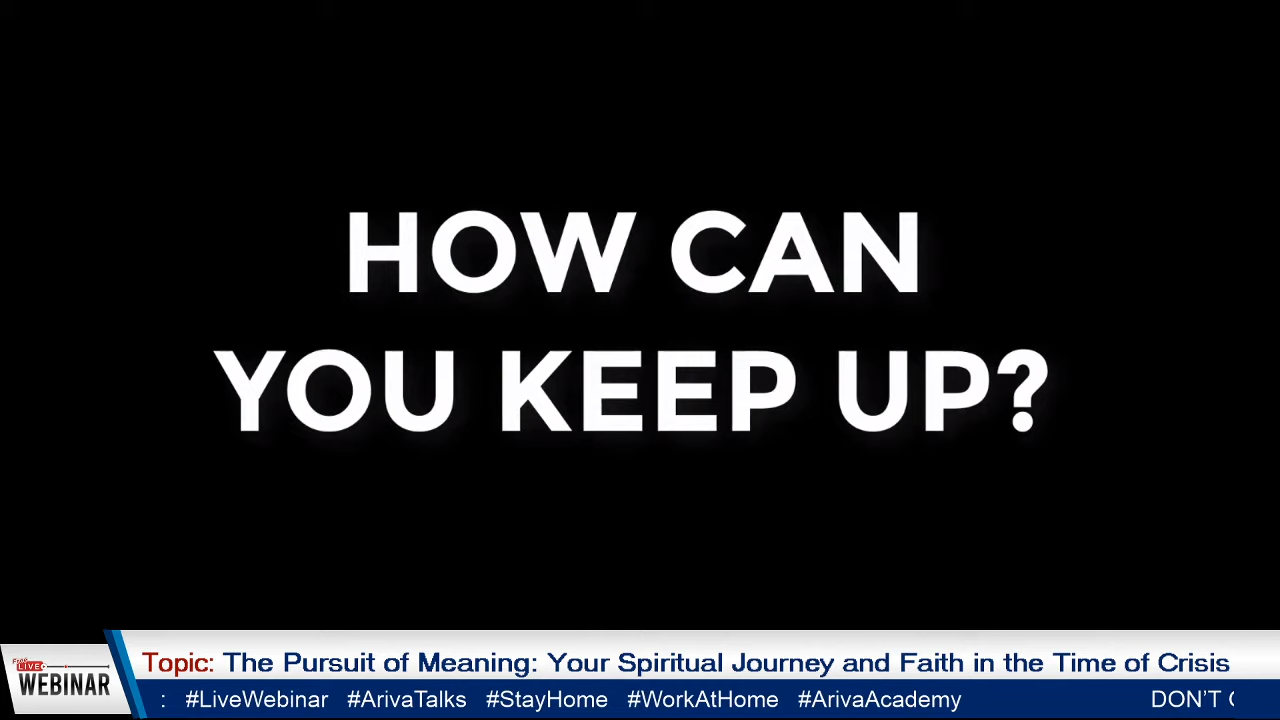 HOW CAN
YOU KEEP UP?
LIVE
WEBINAR
Topic: The Pursuit of Meaning: Your Spiritual Journey and Faith in the Time of Crisis
: #LiveWebinar #ArivaTalks #StayHome #WorkAtHome #ArivaAcademy DON'T